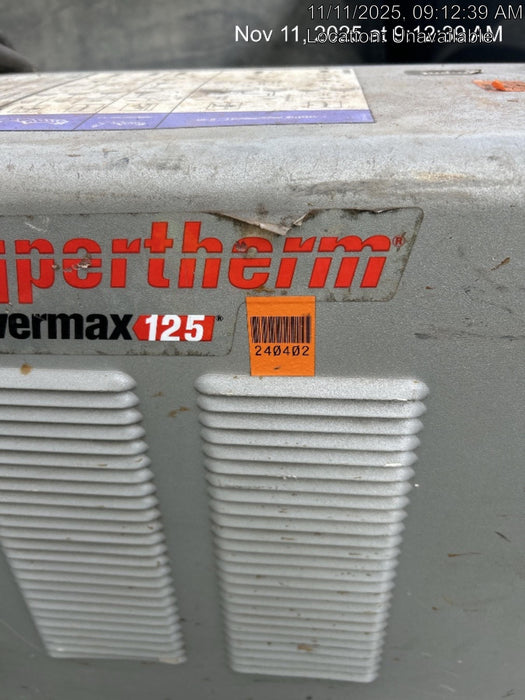 11/11/2025, 09:12:39 AM
Nov 11, 2025 at 9:12:39 AM
Location: Unavailable
ypertherm®
wermax 125®
240402